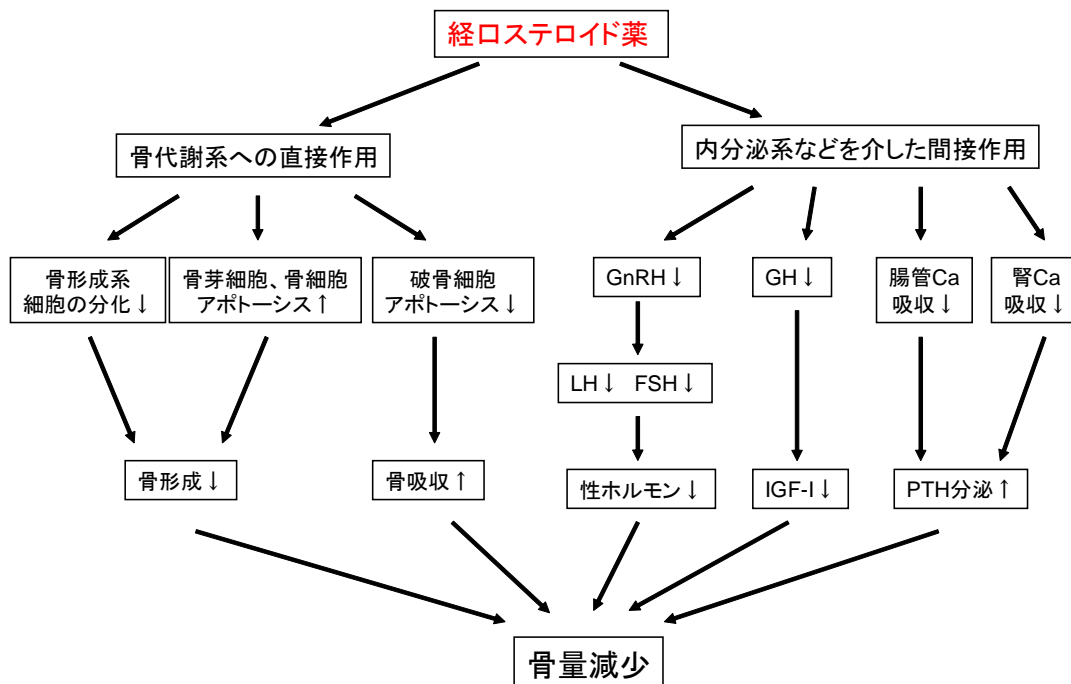 経口ステロイド薬
骨代謝系への直接作用
内分泌系などを介した間接作用
骨形成系
細胞の分化↓
骨芽細胞、骨細胞
アポトーシス↑
破骨細胞
アポトーシス↓
GnRH↓
GH↓
腸管Ca
吸収↓
腎Ca
吸収↓
LH↓ FSH↓
骨形成↓
骨吸収↑
性ホルモン↓
IGF-I↓
PTH分泌↑
骨量減少